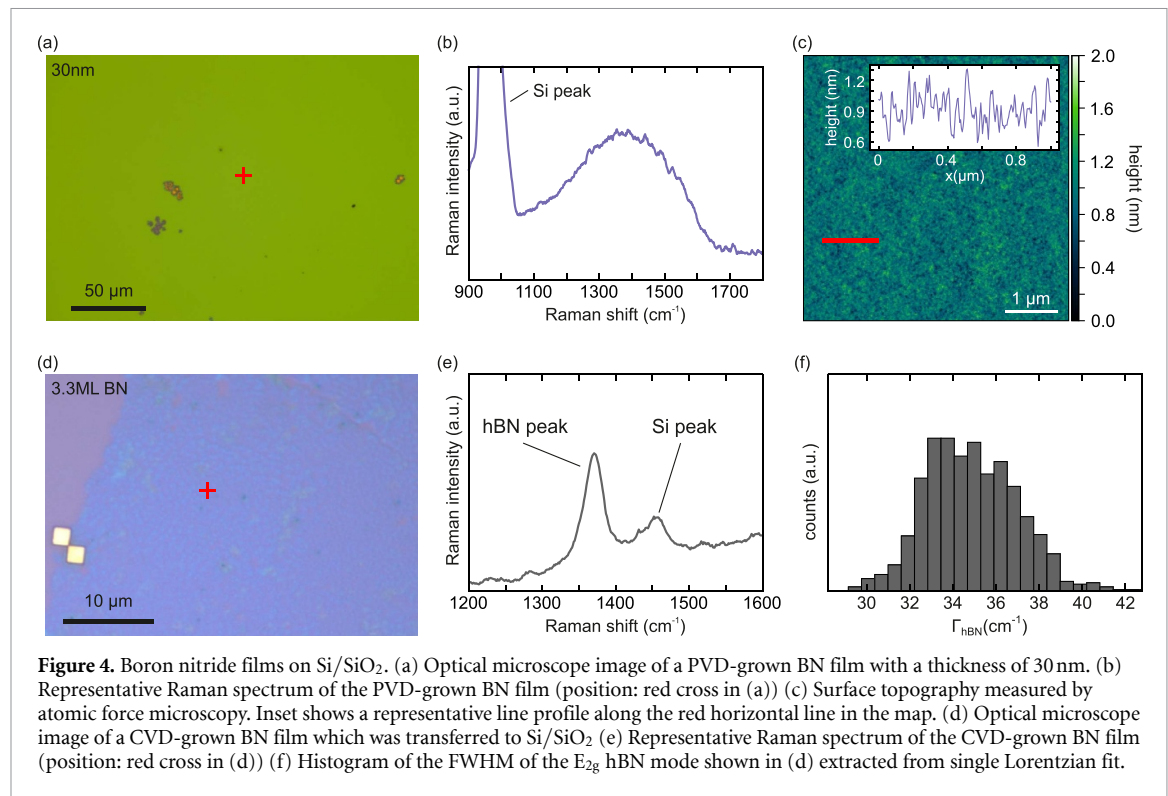 (a)
30nm
50 µm
(b)
Si peak
Raman intensity (a.u.)
900 1100 1300 1500 1700
Raman shift (cm-1)
(c)
height (nm)
1.2
0.9
0.6
0 0.4 0.8
x(µm)
1 µm
2.0
1.6
1.2
0.8
0.4
0.0
height (nm)
(d)
3.3ML BN
10 µm
(e)
hBN peak
Si peak
Raman intensity (a.u.)
1200 1300 1400 1500 1600
Raman shift (cm-1)
(f)
counts (a.u.)
30 32 34 36 38 40 42
ΓhBN(cm-1)
Figure 4. Boron nitride films on Si/SiO2. (a) Optical microscope image of a PVD-grown BN film with a thickness of 30 nm. (b)
Representative Raman spectrum of the PVD-grown BN film (position: red cross in (a)) (c) Surface topography measured by
atomic force microscopy. Inset shows a representative line profile along the red horizontal line in the map. (d) Optical microscope
image of a CVD-grown BN film which was transferred to Si/SiO2 (e) Representative Raman spectrum of the CVD-grown BN film
(position: red cross in (d)) (f) Histogram of the FWHM of the E2g hBN mode shown in (d) extracted from single Lorentzian fit.